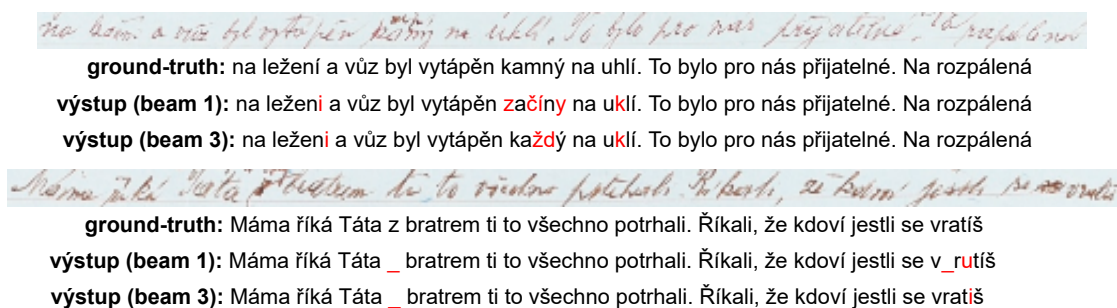 na ležení a vůz byl vytápěn kamný na uklí. To bylo pro nás přijatelné. Na rozpálená
ground-truth: na ležení a vůz byl vytápěn kamný na uhlí. To bylo pro nás přijatelné. Na rozpálená
výstup (beam 1): na leženi a vůz byl vytápěn začíny na uklí. To bylo pro nás přijatelné. Na rozpálená
výstup (beam 3): na leženi a vůz byl vytápěn každý na uklí. To bylo pro nás přijatelné. Na rozpálená
Máma říká Táta z bratrem ti to všechno potrhali. Říkali, že kdoví jestli se vratíš
ground-truth: Máma říká Táta z bratrem ti to všechno potrhali. Říkali, že kdoví jestli se vratíš
výstup (beam 1): Máma říká Táta _ bratrem ti to všechno potrhali. Říkali, že kdoví jestli se v_rutíš
výstup (beam 3): Máma říká Táta _ bratrem ti to všechno potrhali. Říkali, že kdoví jestli se vratiš